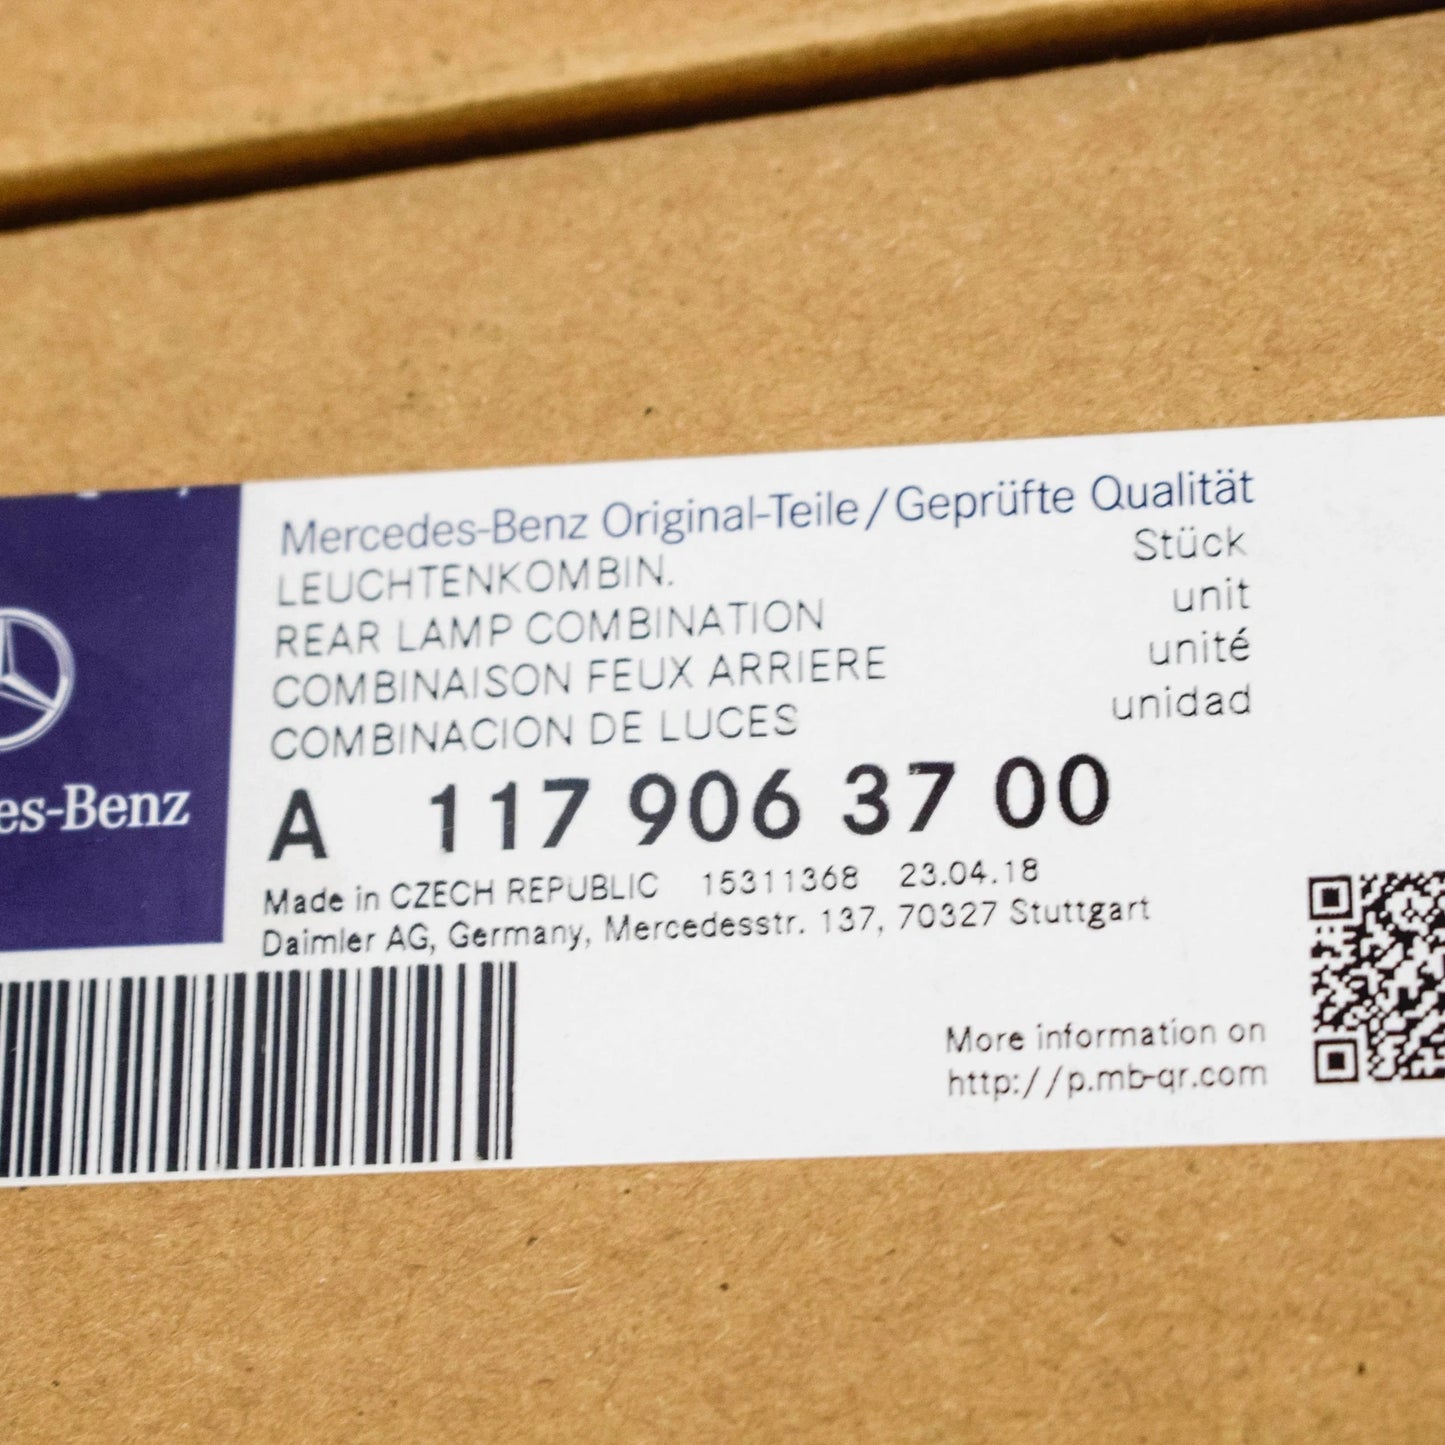 Mercedes-Benz Original-Teile/Geprüfte Qualität
LEUCHTENKOMBIN. Stück
REAR LAMP COMBINATION unit
COMBINAISON FEUX ARRIERE unité
COMBINACION DE LUCES unidad
es-Benz
A 117 906 37 00
Made in CZECH REPUBLIC 15311368 23.04.18
Daimler AG, Germany, Mercedesstr. 137, 70327 Stuttgart
More information on
http://p.mb-qr.com